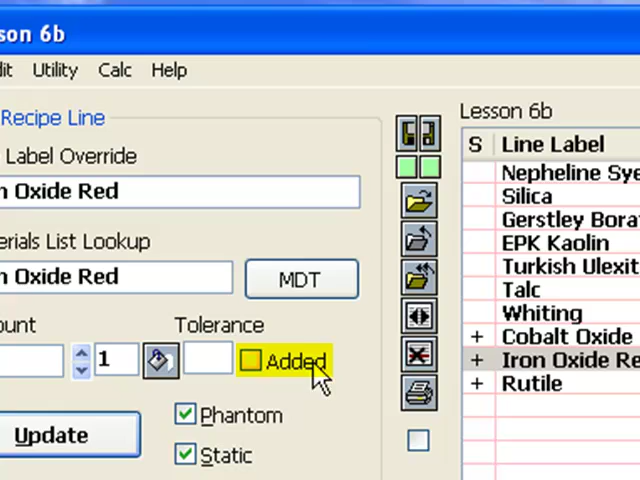 son 6b
dit Utility Calc Help
Recipe Line
Label Override
n Oxide Red
erials List Lookup
n Oxide Red
MDT
ount
Tolerance
1
Added
Update
Phantom
Static
Lesson 6b
S Line Label
Nepheline Sye
Silica
Gerstley Bora
EPK Kaolin
Turkish Ulexit
Talc
Whiting
+ Cobalt Oxide
+ Iron Oxide Re
+ Rutile